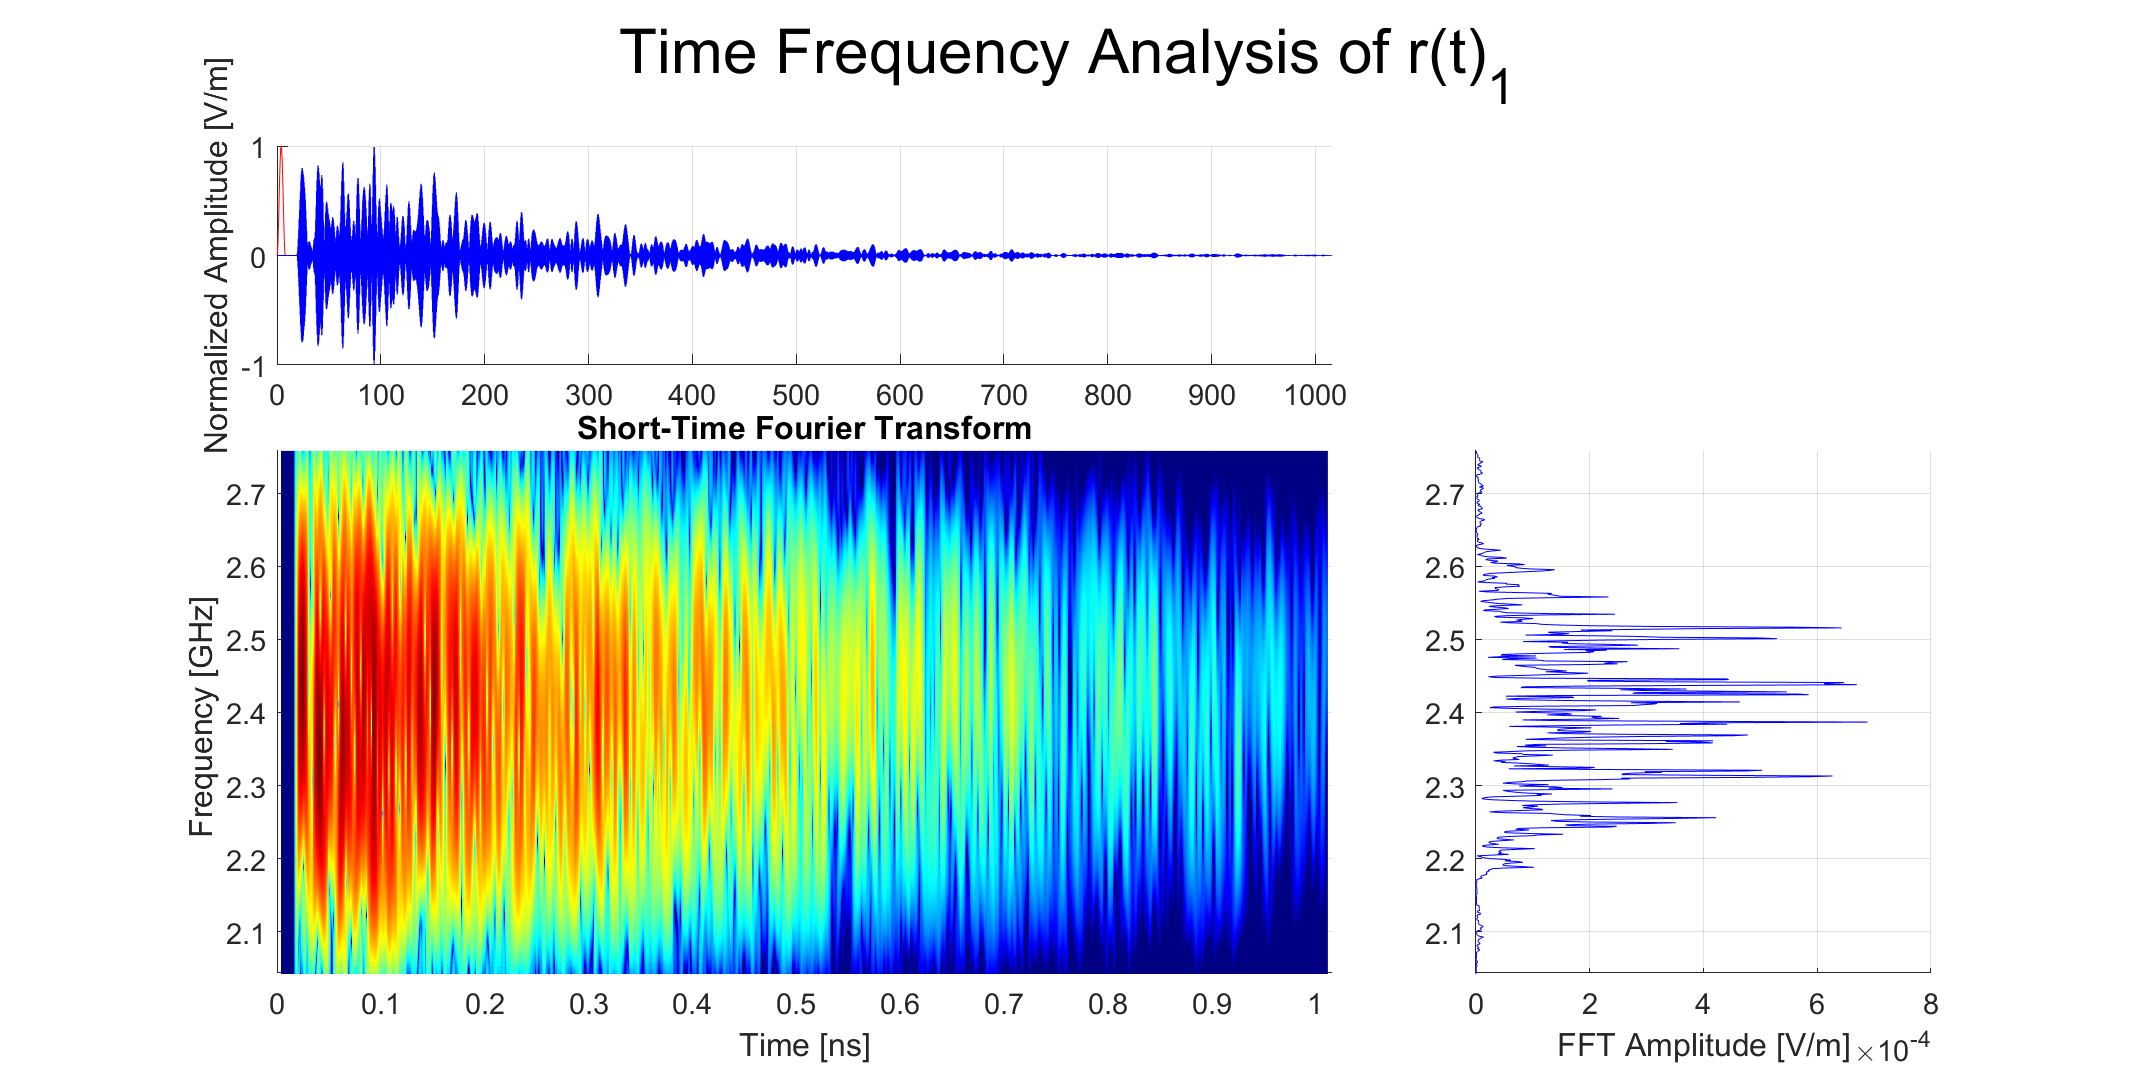 Time Frequency Analysis of r(t)1
Normalized Amplitude [V/m]
1
0
-1
0 100 200 300 400 500 600 700 800 900 1000
Short-Time Fourier Transform
Frequency [GHz]
2.7
2.6
2.5
2.4
2.3
2.2
2.1
0 0.1 0.2 0.3 0.4 0.5 0.6 0.7 0.8 0.9 1
Time [ns]
2.7
2.6
2.5
2.4
2.3
2.2
2.1
0 2 4 6 8
FFT Amplitude [V/m] ×10-4